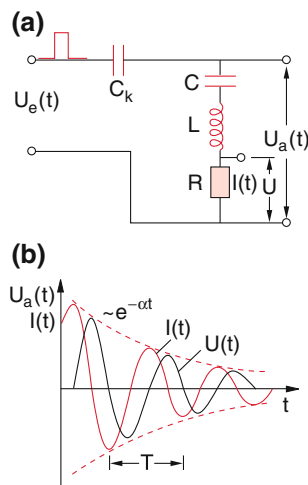 (a)
C
U_e(t)
C_k
L
U_a(t)
R
I(t)
U
(b)
U_a(t)
I(t)
~e^{-αt}
I(t)
U(t)
t
T